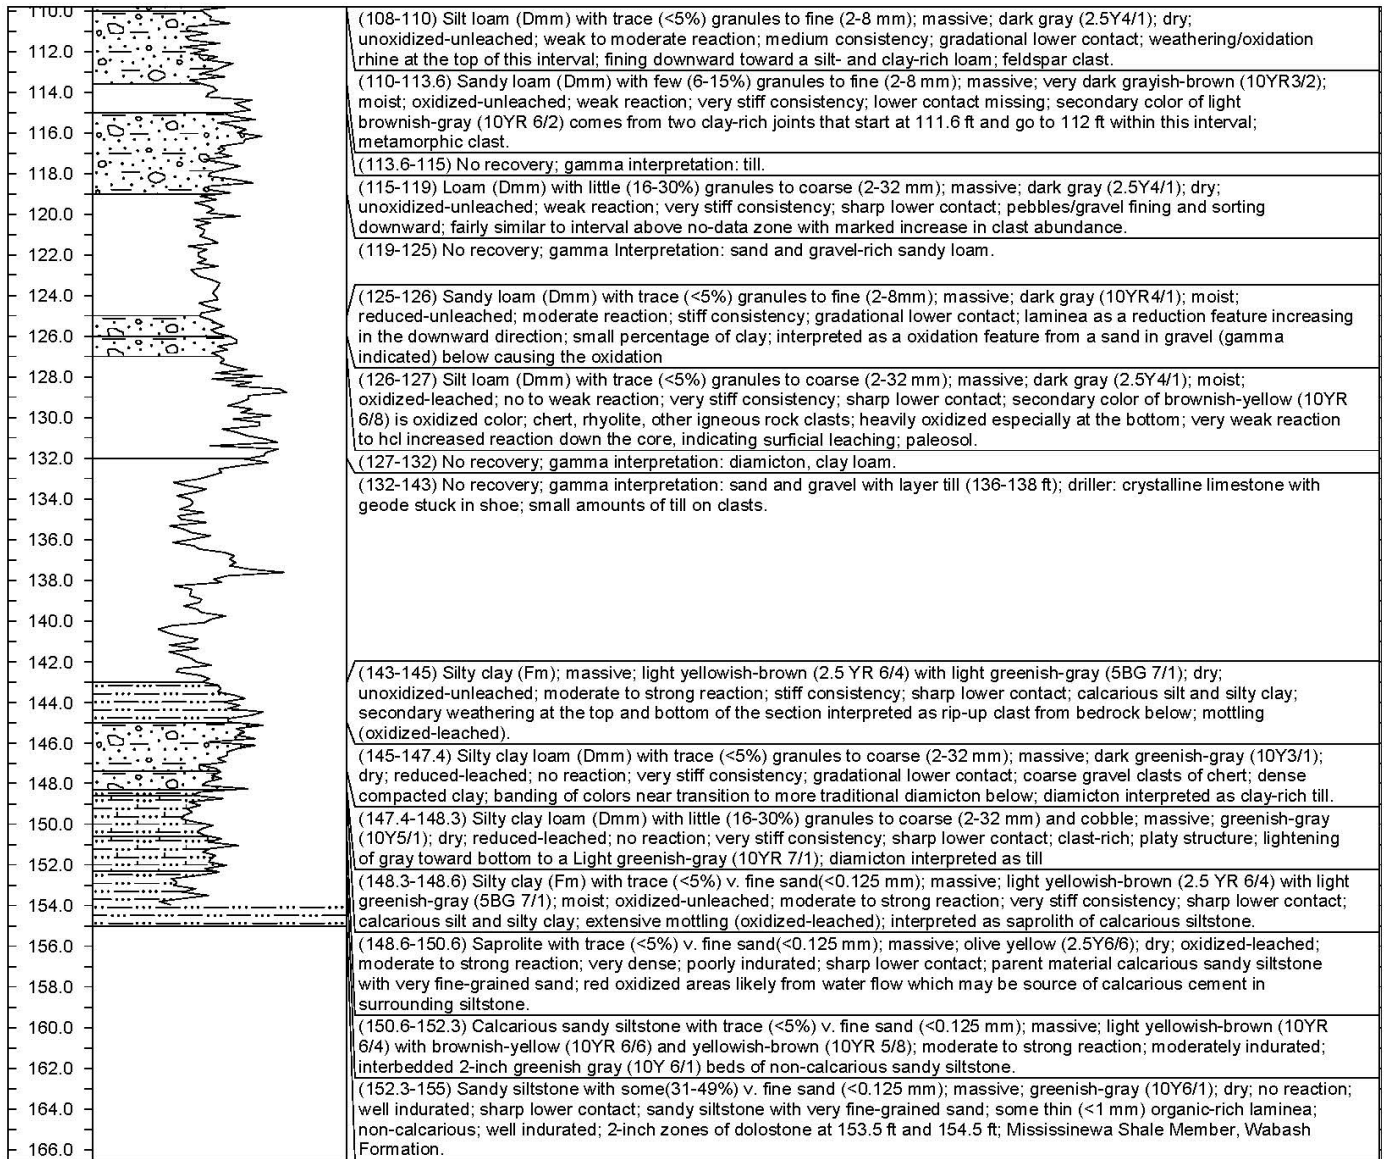 110.0
112.0
114.0
116.0
118.0
120.0
122.0
124.0
126.0
128.0
130.0
132.0
134.0
136.0
138.0
140.0
142.0
144.0
146.0
148.0
150.0
152.0
154.0
156.0
158.0
160.0
162.0
164.0
166.0
(108-110) Silt loam (Dmm) with trace (<5%) granules to fine (2-8 mm); massive; dark gray (2.5Y4/1); dry;
unoxidized-unleached; weak to moderate reaction; medium consistency; gradational lower contact; weathering/oxidation
rhine at the top of this interval; fining downward toward a silt- and clay-rich loam; feldspar clast.
(110-113.6) Sandy loam (Dmm) with few (6-15%) granules to fine (2-8 mm); massive; very dark grayish-brown (10YR3/2);
moist; oxidized-unleached; weak reaction; very stiff consistency; lower contact missing; secondary color of light
brownish-gray (10YR 6/2) comes from two clay-rich joints that start at 111.6 ft and go to 112 ft within this interval;
metamorphic clast.
(113.6-115) No recovery; gamma interpretation: till.
(115-119) Loam (Dmm) with little (16-30%) granules to coarse (2-32 mm); massive; dark gray (2.5Y4/1); dry;
unoxidized-unleached; weak reaction; very stiff consistency; sharp lower contact; pebbles/gravel fining and sorting
downward; fairly similar to interval above no-data zone with marked increase in clast abundance.
(119-125) No recovery; gamma Interpretation: sand and gravel-rich sandy loam.
(125-126) Sandy loam (Dmm) with trace (<5%) granules to fine (2-8mm); massive; dark gray (10YR4/1); moist;
reduced-unleached; moderate reaction; stiff consistency; gradational lower contact; laminea as a reduction feature increasing
in the downward direction; small percentage of clay; interpreted as a oxidation feature from a sand in gravel (gamma
indicated) below causing the oxidation
(126-127) Silt loam (Dmm) with trace (<5%) granules to coarse (2-32 mm); massive; dark gray (2.5Y4/1); moist;
oxidized-leached; no to weak reaction; very stiff consistency; sharp lower contact; secondary color of brownish-yellow (10YR
6/8) is oxidized color; chert, rhyolite, other igneous rock clasts; heavily oxidized especially at the bottom; very weak reaction
to hcl increased reaction down the core, indicating surficial leaching; paleosol.
(127-132) No recovery; gamma interpretation: diamicton, clay loam.
(132-143) No recovery; gamma interpretation: sand and gravel with layer till (136-138 ft); driller: crystalline limestone with
geode stuck in shoe; small amounts of till on clasts.
(143-145) Silty clay (Fm); massive; light yellowish-brown (2.5 YR 6/4) with light greenish-gray (5BG 7/1); dry;
unoxidized-unleached; moderate to strong reaction; stiff consistency; sharp lower contact; calcarious silt and silty clay;
secondary weathering at the top and bottom of the section interpreted as rip-up clast from bedrock below; mottling
(oxidized-leached).
(145-147.4) Silty clay loam (Dmm) with trace (<5%) granules to coarse (2-32 mm); massive; dark greenish-gray (10Y3/1);
dry; reduced-leached; no reaction; very stiff consistency; gradational lower contact; coarse gravel clasts of chert; dense
compacted clay; banding of colors near transition to more traditional diamicton below; diamicton interpreted as clay-rich till.
(147.4-148.3) Silty clay loam (Dmm) with little (16-30%) granules to coarse (2-32 mm) and cobble; massive; greenish-gray
(10Y5/1); dry; reduced-leached; no reaction; very stiff consistency; sharp lower contact; clast-rich; platy structure; lightening
of gray toward bottom to a Light greenish-gray (10YR 7/1); diamicton interpreted as till
(148.3-148.6) Silty clay (Fm) with trace (<5%) v. fine sand(<0.125 mm); massive; light yellowish-brown (2.5 YR 6/4) with light
greenish-gray (5BG 7/1); moist; oxidized-unleached; moderate to strong reaction; very stiff consistency; sharp lower contact;
calcarious silt and silty clay; extensive mottling (oxidized-leached); interpreted as saprolith of calcarious siltstone.
(148.6-150.6) Saprolite with trace (<5%) v. fine sand(<0.125 mm); massive; olive yellow (2.5Y6/6); dry; oxidized-leached;
moderate to strong reaction; very dense; poorly indurated; sharp lower contact; parent material calcarious sandy siltstone
with very fine-grained sand; red oxidized areas likely from water flow which may be source of calcarious cement in
surrounding siltstone.
(150.6-152.3) Calcarious sandy siltstone with trace (<5%) v. fine sand (<0.125 mm); massive; light yellowish-brown (10YR
6/4) with brownish-yellow (10YR 6/6) and yellowish-brown (10YR 5/8); moderate to strong reaction; moderately indurated;
interbedded 2-inch greenish gray (10Y 6/1) beds of non-calcarious sandy siltstone.
(152.3-155) Sandy siltstone with some(31-49%) v. fine sand (<0.125 mm); massive; greenish-gray (10Y6/1); dry; no reaction;
well indurated; sharp lower contact; sandy siltstone with very fine-grained sand; some thin (<1 mm) organic-rich laminea;
non-calcarious; well indurated; 2-inch zones of dolostone at 153.5 ft and 154.5 ft; Mississinewa Shale Member, Wabash
Formation.